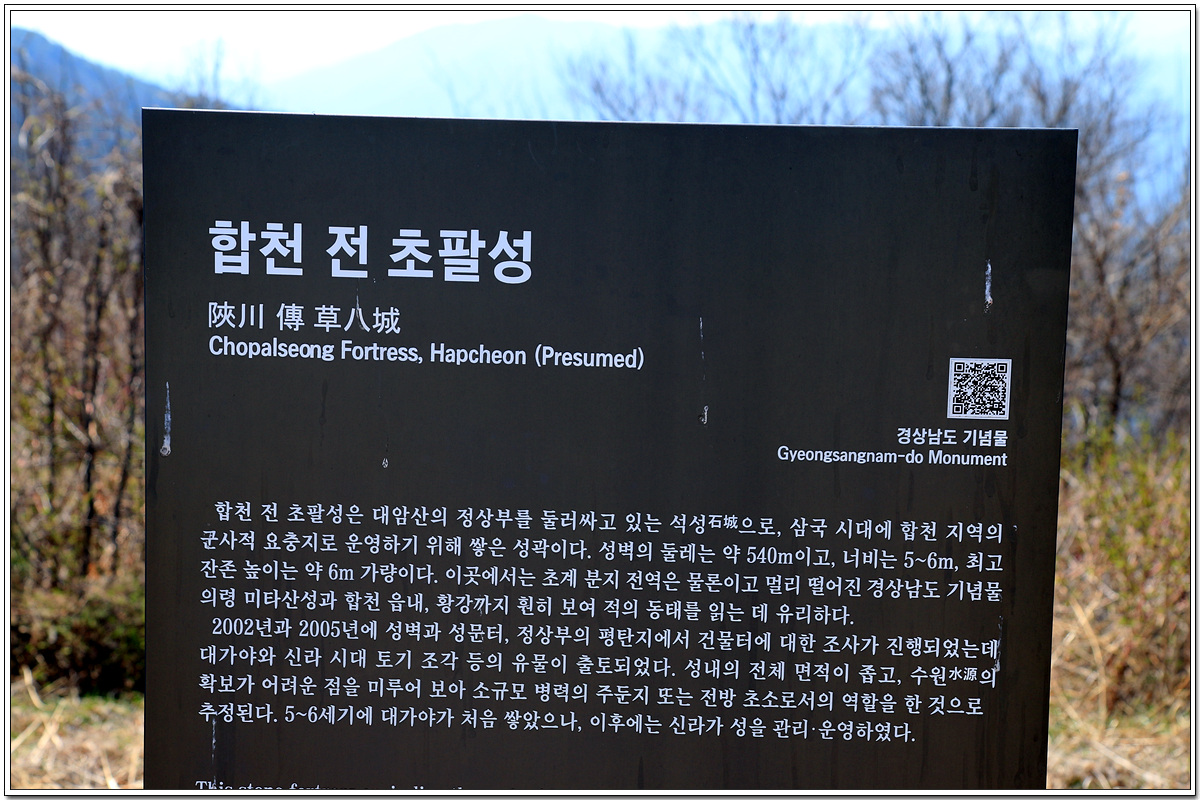 합천 전 초팔성
陜川 傳 草八城
Chopalseong Fortress, Hapcheon (Presumed)
경상남도 기념물
Gyeongsangnam-do Monument
합천 전 초팔성은 대암산의 정상부를 둘러싸고 있는 석성石城으로, 삼국 시대에 합천 지역의
군사적 요충지로 운영하기 위해 쌓은 성곽이다. 성벽의 둘레는 약 540m이고, 너비는 5~6m, 최고
잔존 높이는 약 6m 가량이다. 이곳에서는 초계 분지 전역은 물론이고 멀리 떨어진 경상남도 기념물
의령 미타산성과 합천 읍내, 황강까지 훤히 보여 적의 동태를 읽는 데 유리하다.
2002년과 2005년에 성벽과 성문터, 정상부의 평탄지에서 건물터에 대한 조사가 진행되었는데
대가야와 신라 시대 토기 조각 등의 유물이 출토되었다. 성내의 전체 면적이 좁고, 수원水源의
확보가 어려운 점을 미루어 보아 소규모 병력의 주둔지 또는 전방 초소로서의 역할을 한 것으로
추정된다. 5~6세기에 대가야가 처음 쌓았으나, 이후에는 신라가 성을 관리·운영하였다.
This stone